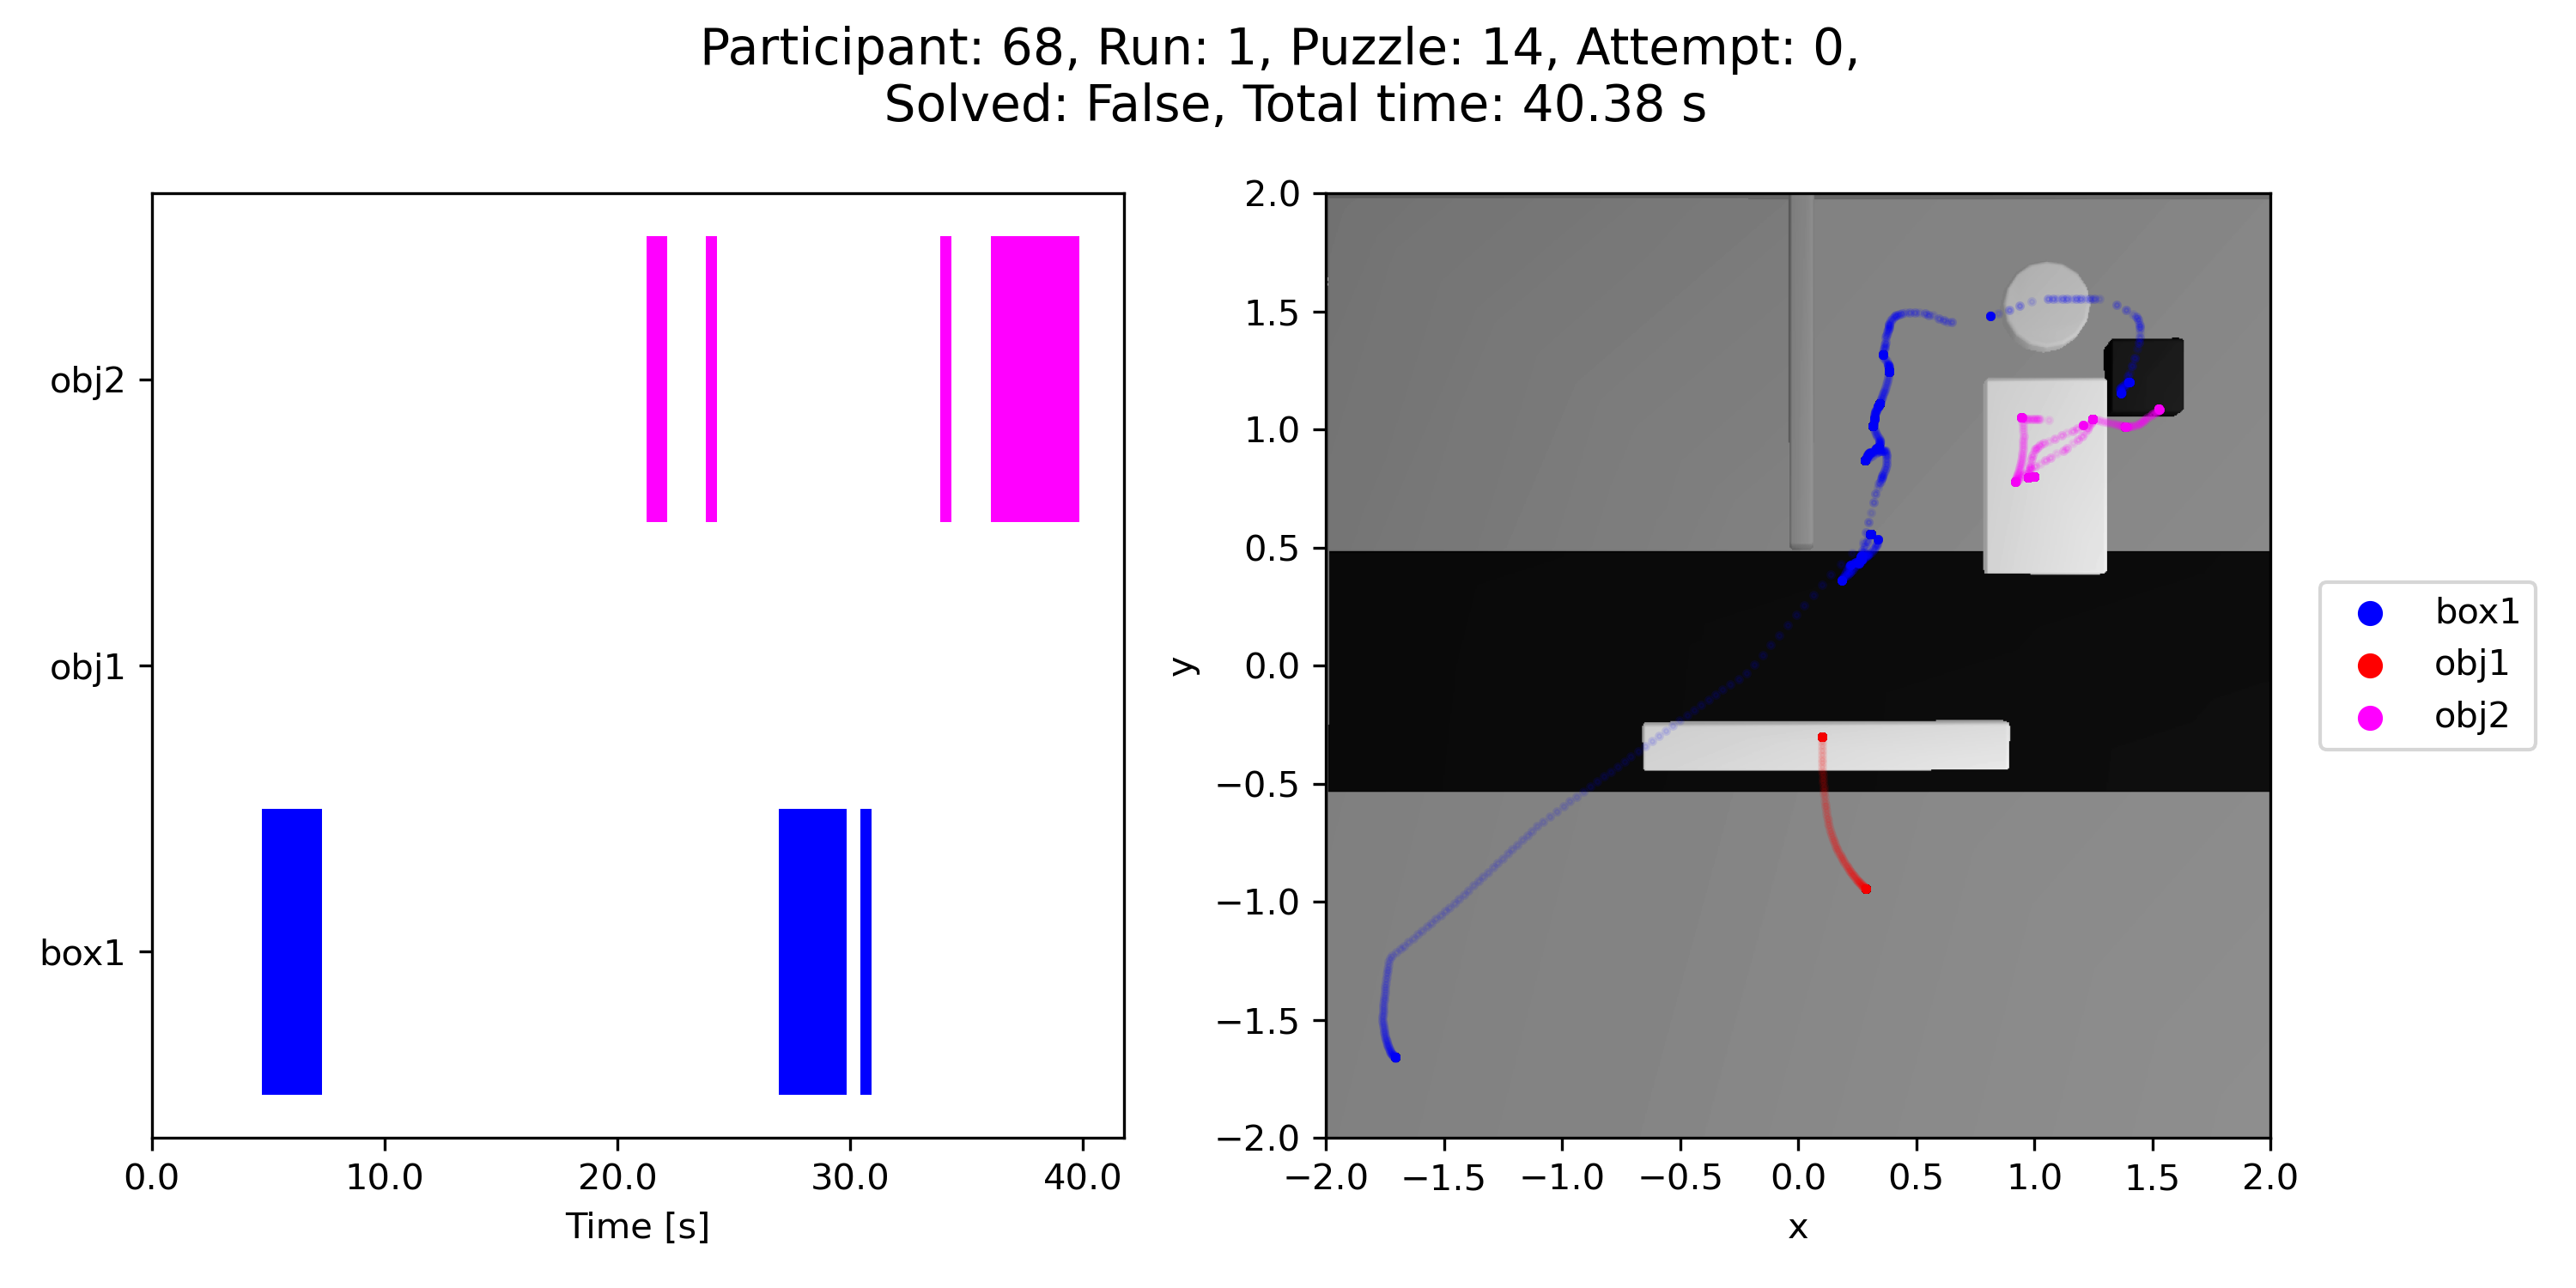 Participant: 68, Run: 1, Puzzle: 14, Attempt: 0,
Solved: False, Total time: 40.38 s
obj2
obj1
box1
0.0 10.0 20.0 30.0 40.0
Time [s]
2.0
1.5
1.0
0.5
0.0
−0.5
−1.0
−1.5
−2.0
y
−2.0 −1.5 −1.0 −0.5 0.0 0.5 1.0 1.5 2.0
x
box1
obj1
obj2